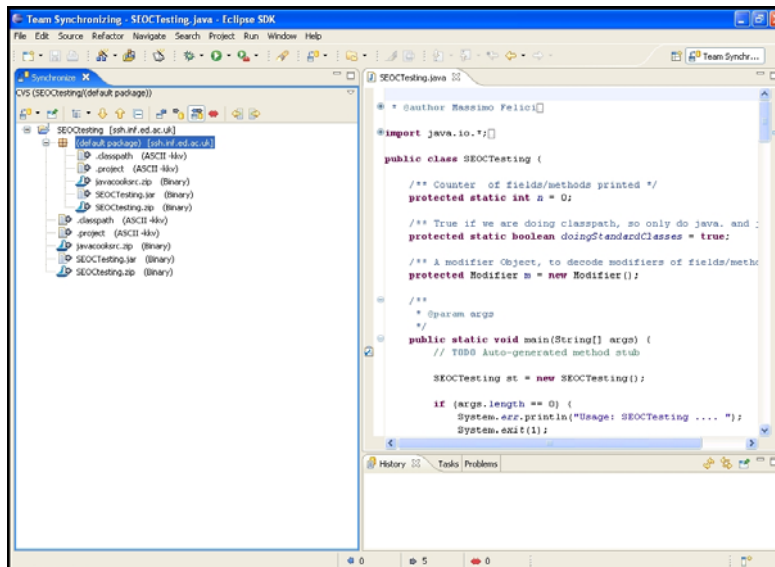 Team Synchronizing - SEOCTesting.java - Eclipse SDK
File Edit Source Refactor Navigate Search Project Run Window Help
Team Synchr...
Synchronize
CVS (SEOCtesting/(default package))
SEOCtesting [ssh.inf.ed.ac.uk]
(default package) [ssh.inf.ed.ac.uk]
.classpath (ASCII -kkv)
.project (ASCII -kkv)
javacooksrc.zip (Binary)
SEOCTesting.jar (Binary)
SEOCtesting.zip (Binary)
.classpath (ASCII -kkv)
.project (ASCII -kkv)
javacooksrc.zip (Binary)
SEOCTesting.jar (Binary)
SEOCtesting.zip (Binary)
SEOCTesting.java
* @author Massimo Felici
import java.io.*;
public class SEOCTesting {
/** Counter of fields/methods printed */
protected static int n = 0;
/** True if we are doing classpath, so only do java. and j
protected static boolean doingStandardClasses = true;
/** A modifier Object, to decode modifiers of fields/metho
protected Modifier m = new Modifier();
/**
* @param args
*/
public static void main(String[] args) {
// TODO Auto-generated method stub
SEOCTesting st = new SEOCTesting();
if (args.length == 0) {
System.err.println("Usage: SEOCTesting .... ");
System.exit(1);
History Tasks Problems
0 5 0